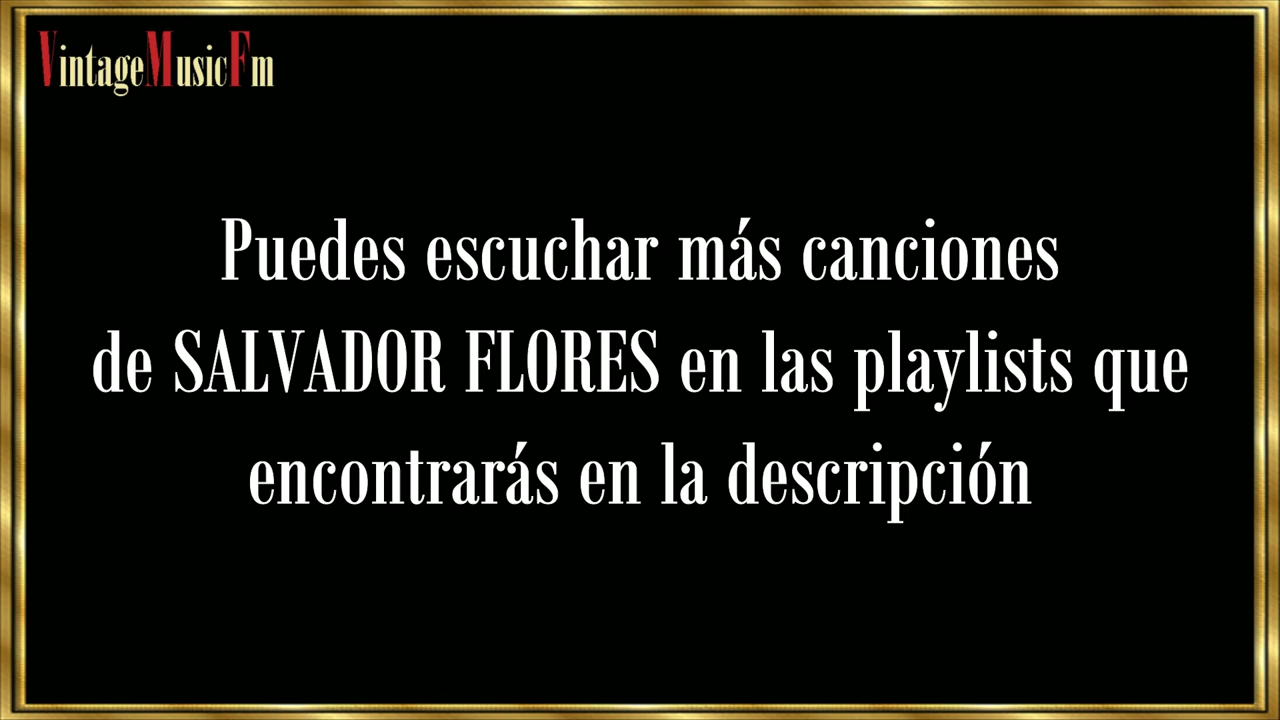 VintageMusicFm
Puedes escuchar más canciones
de SALVADOR FLORES en las playlists que
encontrarás en la descripción